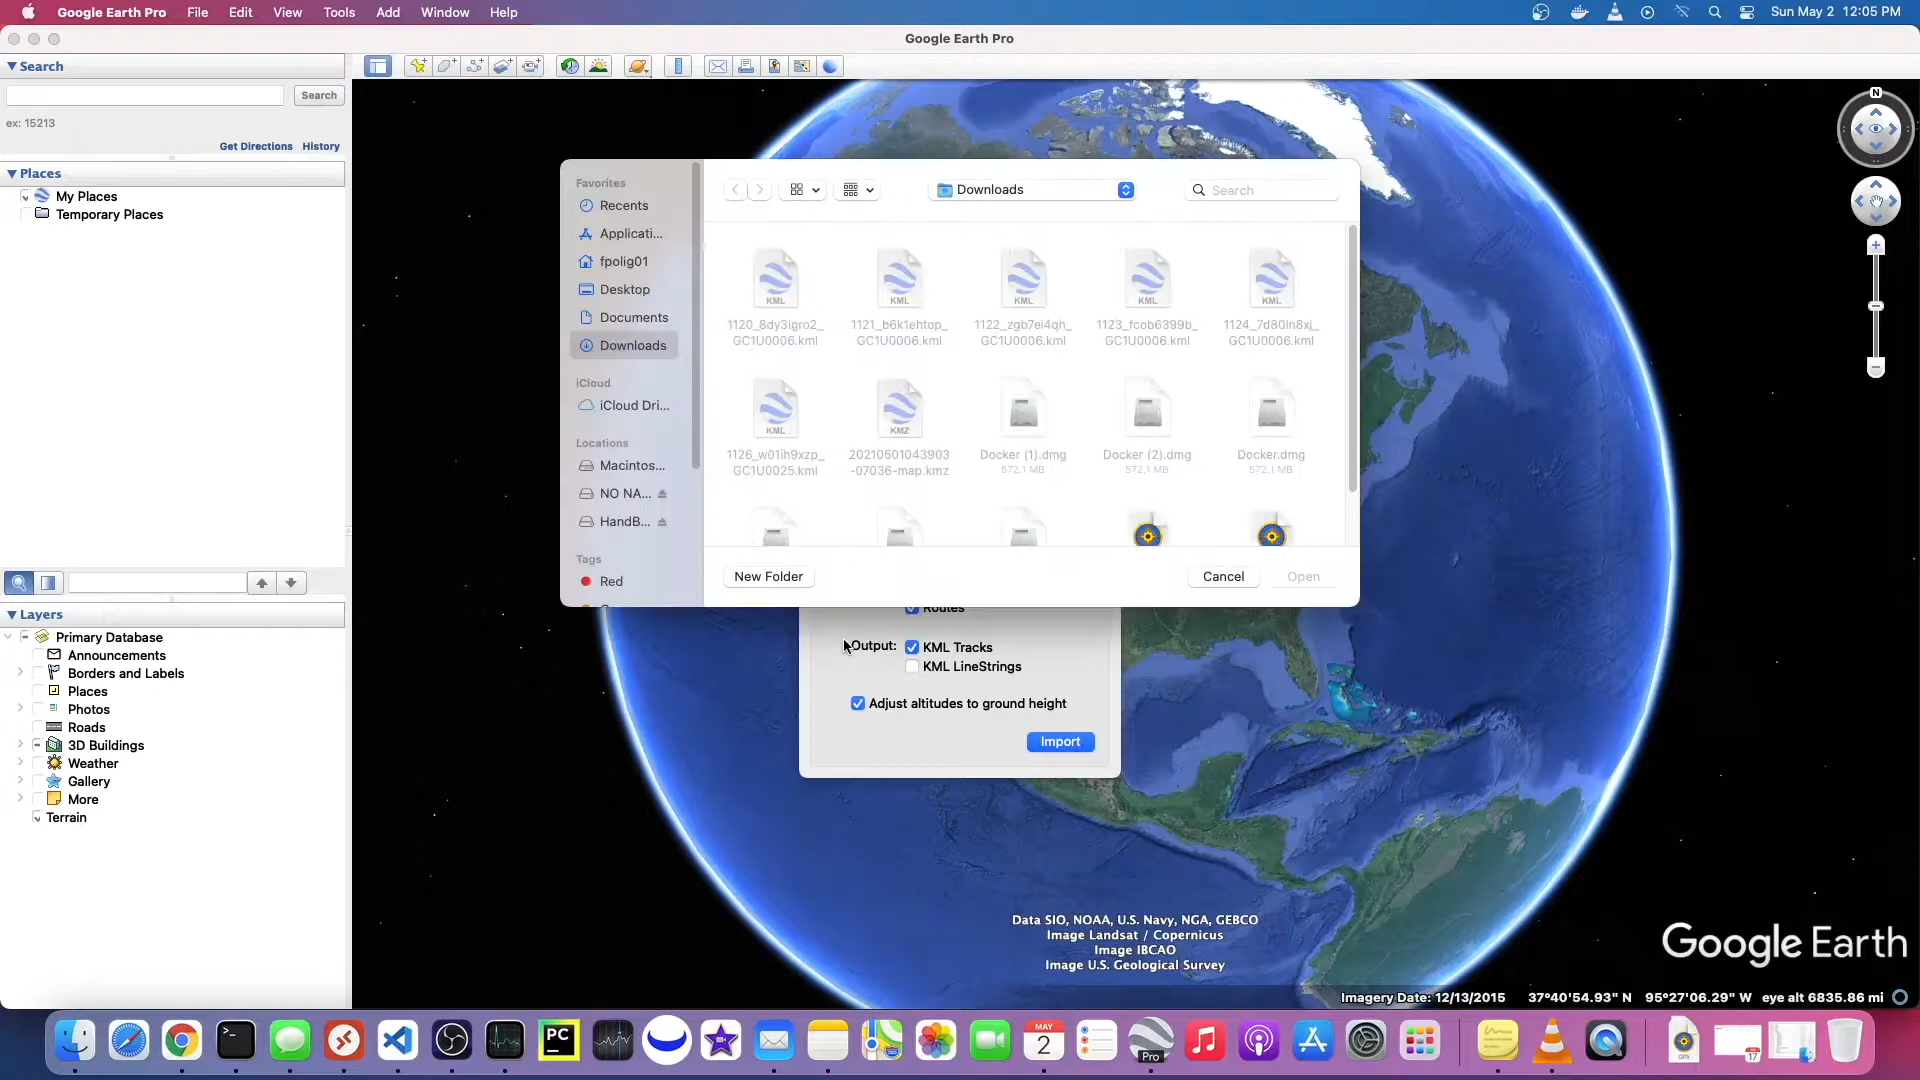 Google Earth Pro File Edit View Tools Add Window Help
Sun May 2 12:05 PM
Google Earth Pro
Search
Search
ex: 15213
Get Directions History
Places
My Places
Temporary Places
Layers
Primary Database
Announcements
Borders and Labels
Places
Photos
Roads
3D Buildings
Weather
Gallery
More
Terrain
Favorites
Recents
Applicati...
fpolig01
Desktop
Documents
Downloads
iCloud
iCloud Dri...
Locations
Macintos...
NO NA...
HandB...
Tags
Red
Downloads
Search
KML KML KML KML KML
1120_8dy3igro2_ 1121_b6k1ehtop_ 1122_zgb7ei4qh_ 1123_fcob6399b_ 1124_7d80ln8xj_
GC1U0006.kml GC1U0006.kml GC1U0006.kml GC1U0006.kml GC1U0006.kml
KML KMZ
1126_w01ih9xzp_ 20210501043903 Docker (1).dmg Docker (2).dmg Docker.dmg
GC1U0025.kml -07036-map.kmz 572.1 MB 572.1 MB 572.1 MB
New Folder Cancel Open
Routes
Output: KML Tracks
KML LineStrings
Adjust altitudes to ground height
Import
N
Data SIO, NOAA, U.S. Navy, NGA, GEBCO
Image Landsat / Copernicus
Image IBCAO
Image U.S. Geological Survey
Google Earth
Imagery Date: 12/13/2015 37°40'54.93" N 95°27'06.29" W eye alt 6835.86 mi
PC
MAY
2
Pro
GPX
17